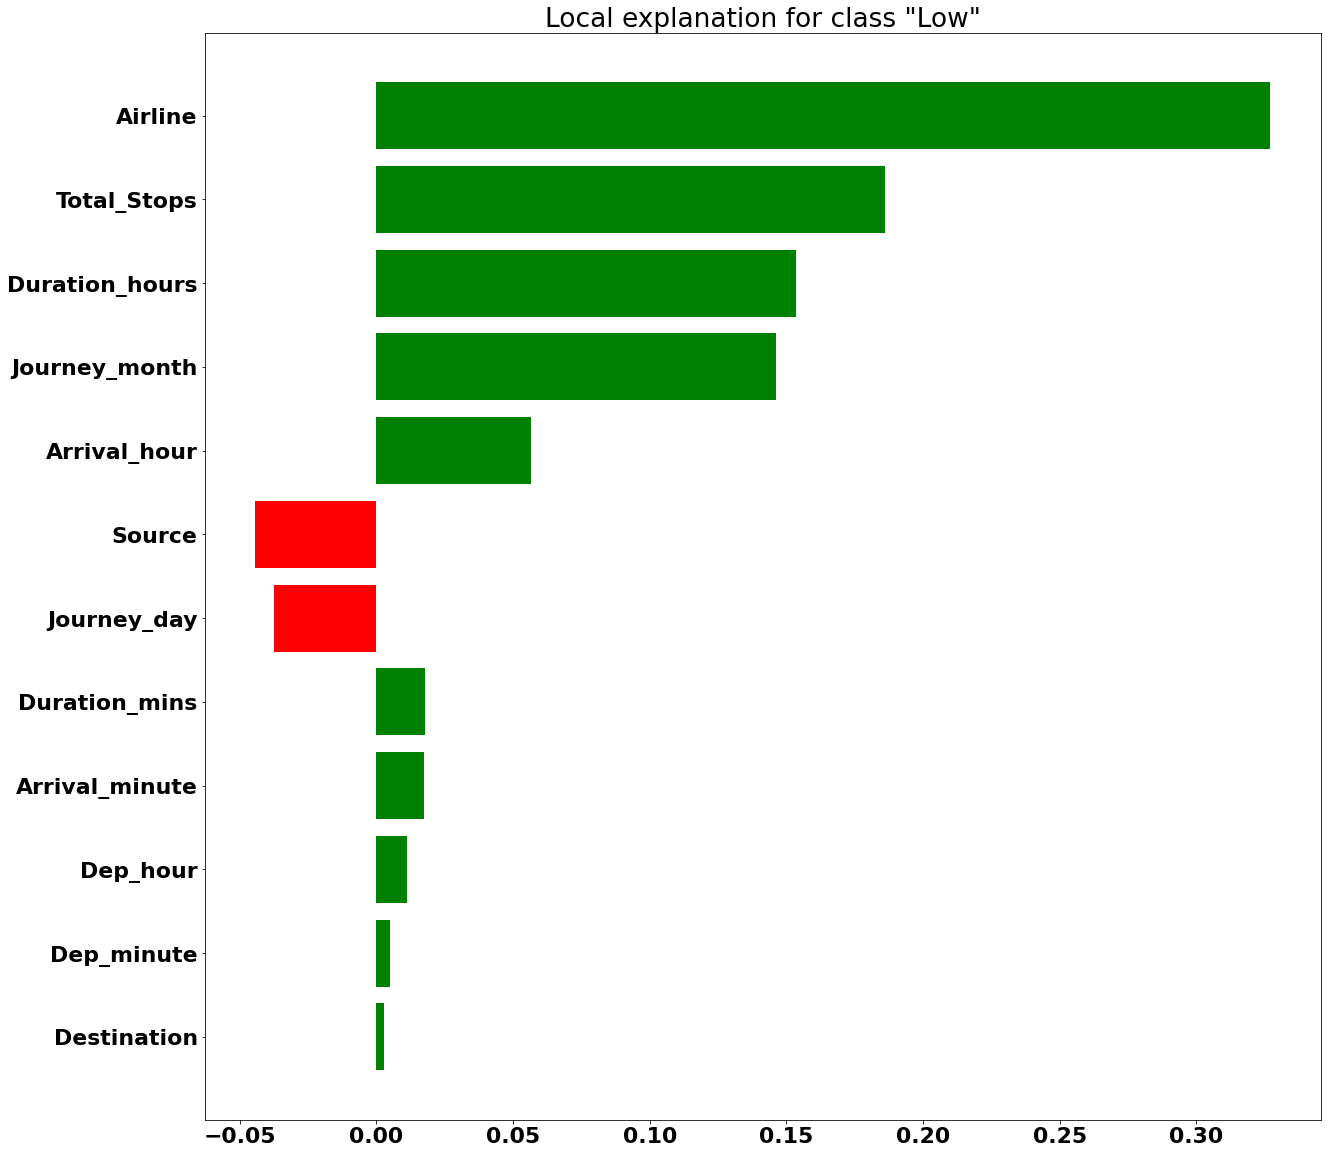 Local explanation for class "Low"
Airline
Total_Stops
Duration_hours
Journey_month
Arrival_hour
Source
Journey_day
Duration_mins
Arrival_minute
Dep_hour
Dep_minute
Destination
−0.05 0.00 0.05 0.10 0.15 0.20 0.25 0.30